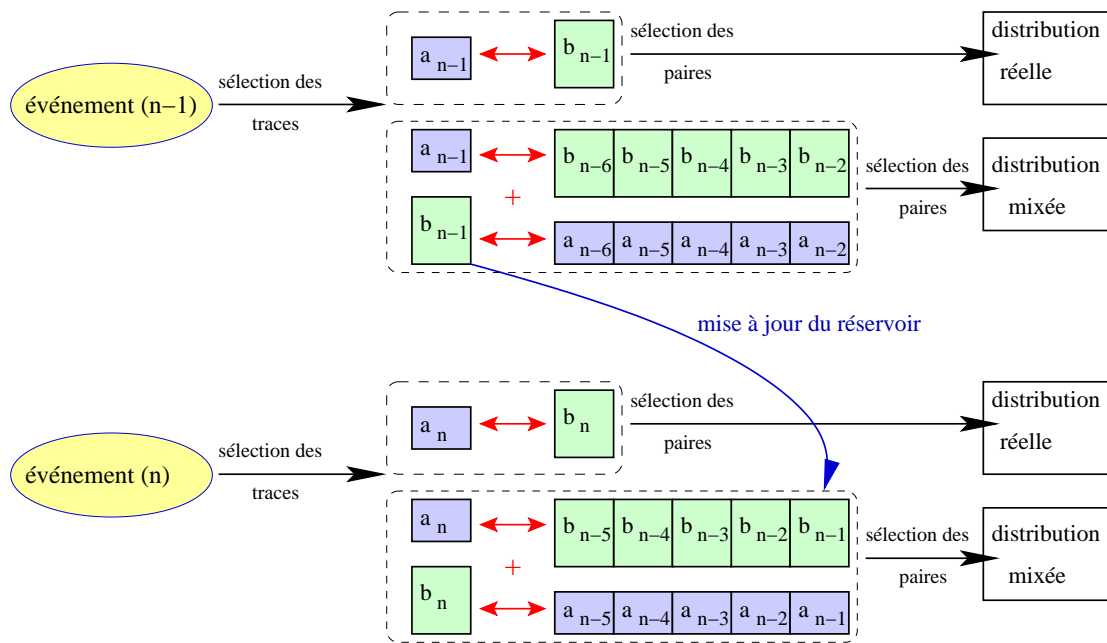 événement (n−1)
sélection des
traces
a n−1
b n−1
sélection des
paires
distribution
réelle
a n−1
b n−6 b n−5 b n−4 b n−3 b n−2
+
b n−1
a n−6 a n−5 a n−4 a n−3 a n−2
sélection des
paires
distribution
mixée
mise à jour du réservoir
événement (n)
sélection des
traces
a n
b n
sélection des
paires
distribution
réelle
a n
b n−5 b n−4 b n−3 b n−2 b n−1
+
b n
a n−5 a n−4 a n−3 a n−2 a n−1
sélection des
paires
distribution
mixée